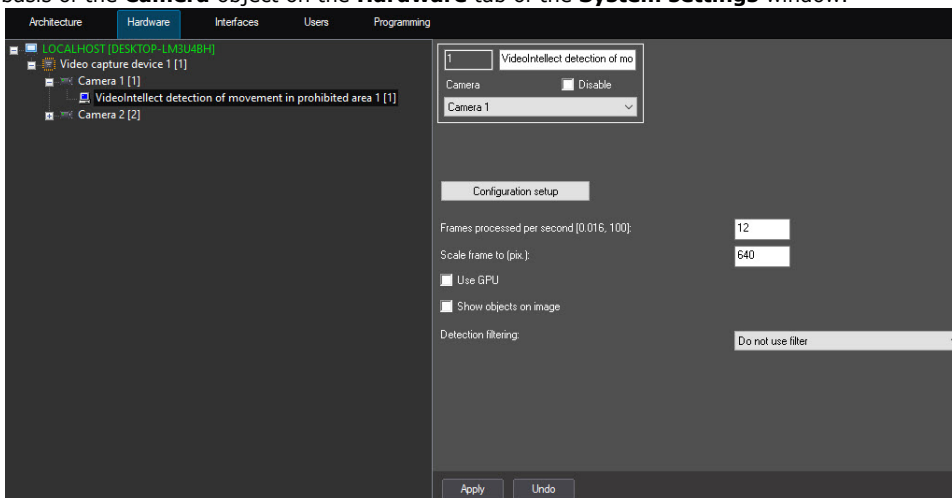 basis of the Camera object on the Hardware tab of the System settings window.
Architecture Hardware Interfaces Users Programming
LOCALHOST [DESKTOP-LM3U4BH]
Video capture device 1 [1]
Camera 1 [1]
VideoIntellect detection of movement in prohibited area 1 [1]
Camera 2 [2]
1 VideoIntellect detection of mo
Camera Disable
Camera 1
Configuration setup
Frames processed per second [0.016, 100]: 12
Scale frame to (pix.): 640
Use GPU
Show objects on image
Detection filtering: Do not use filter
Apply Undo